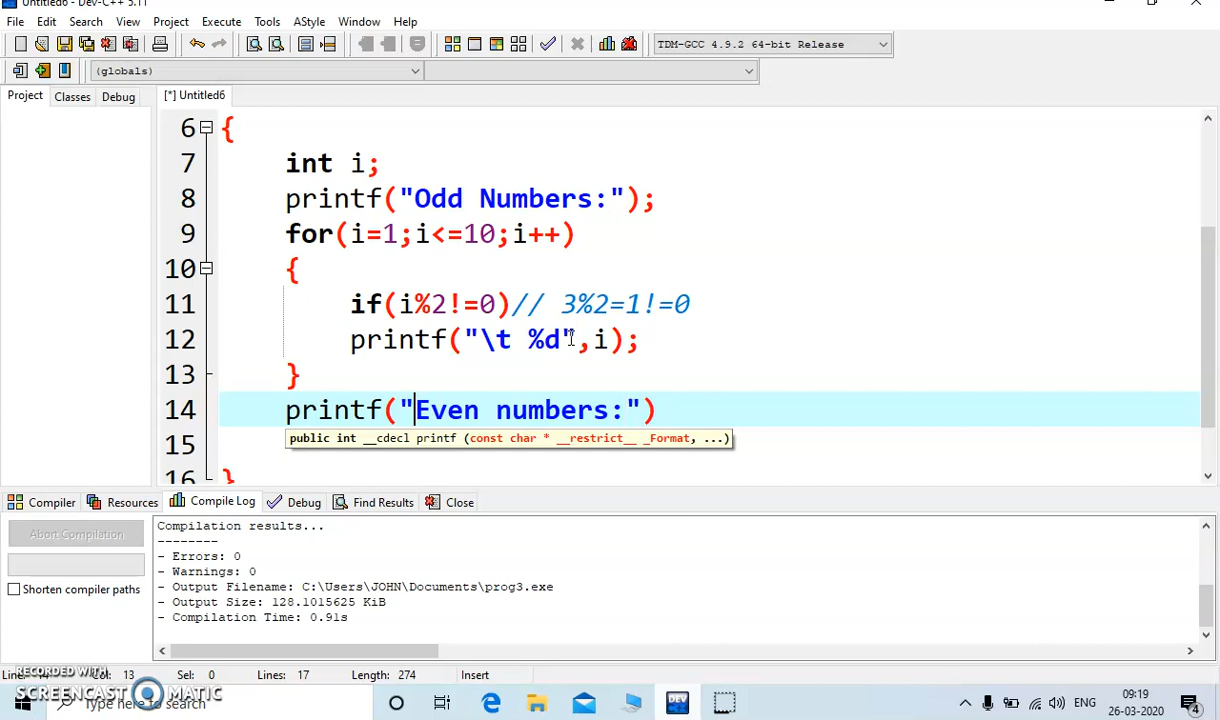 Untitled6 - Dev-C++ 5.11
File Edit Search View Project Execute Tools AStyle Window Help
TDM-GCC 4.9.2 64-bit Release
(globals)
Project Classes Debug [*] Untitled6
6 {
7 int i;
8 printf("Odd Numbers:");
9 for(i=1;i<=10;i++)
10 {
11 if(i%2!=0)// 3%2=1!=0
12 printf("\t %d",i);
13 }
14 printf("Even numbers:")
public int __cdecl printf (const char * __restrict__ _Format, ...)
15
16 }
Compiler Resources Compile Log Debug Find Results Close
Abort Compilation
Shorten compiler paths
Compilation results...
--------
- Errors: 0
- Warnings: 0
- Output Filename: C:\Users\JOHN\Documents\prog3.exe
- Output Size: 128.1015625 KiB
- Compilation Time: 0.91s
Line: 14 Col: 13 Sel: 0 Lines: 17 Length: 274 Insert
RECORDED WITH
SCREENCAST MATIC
Type here to search
DEV
ENG
09:19
26-03-2020
4